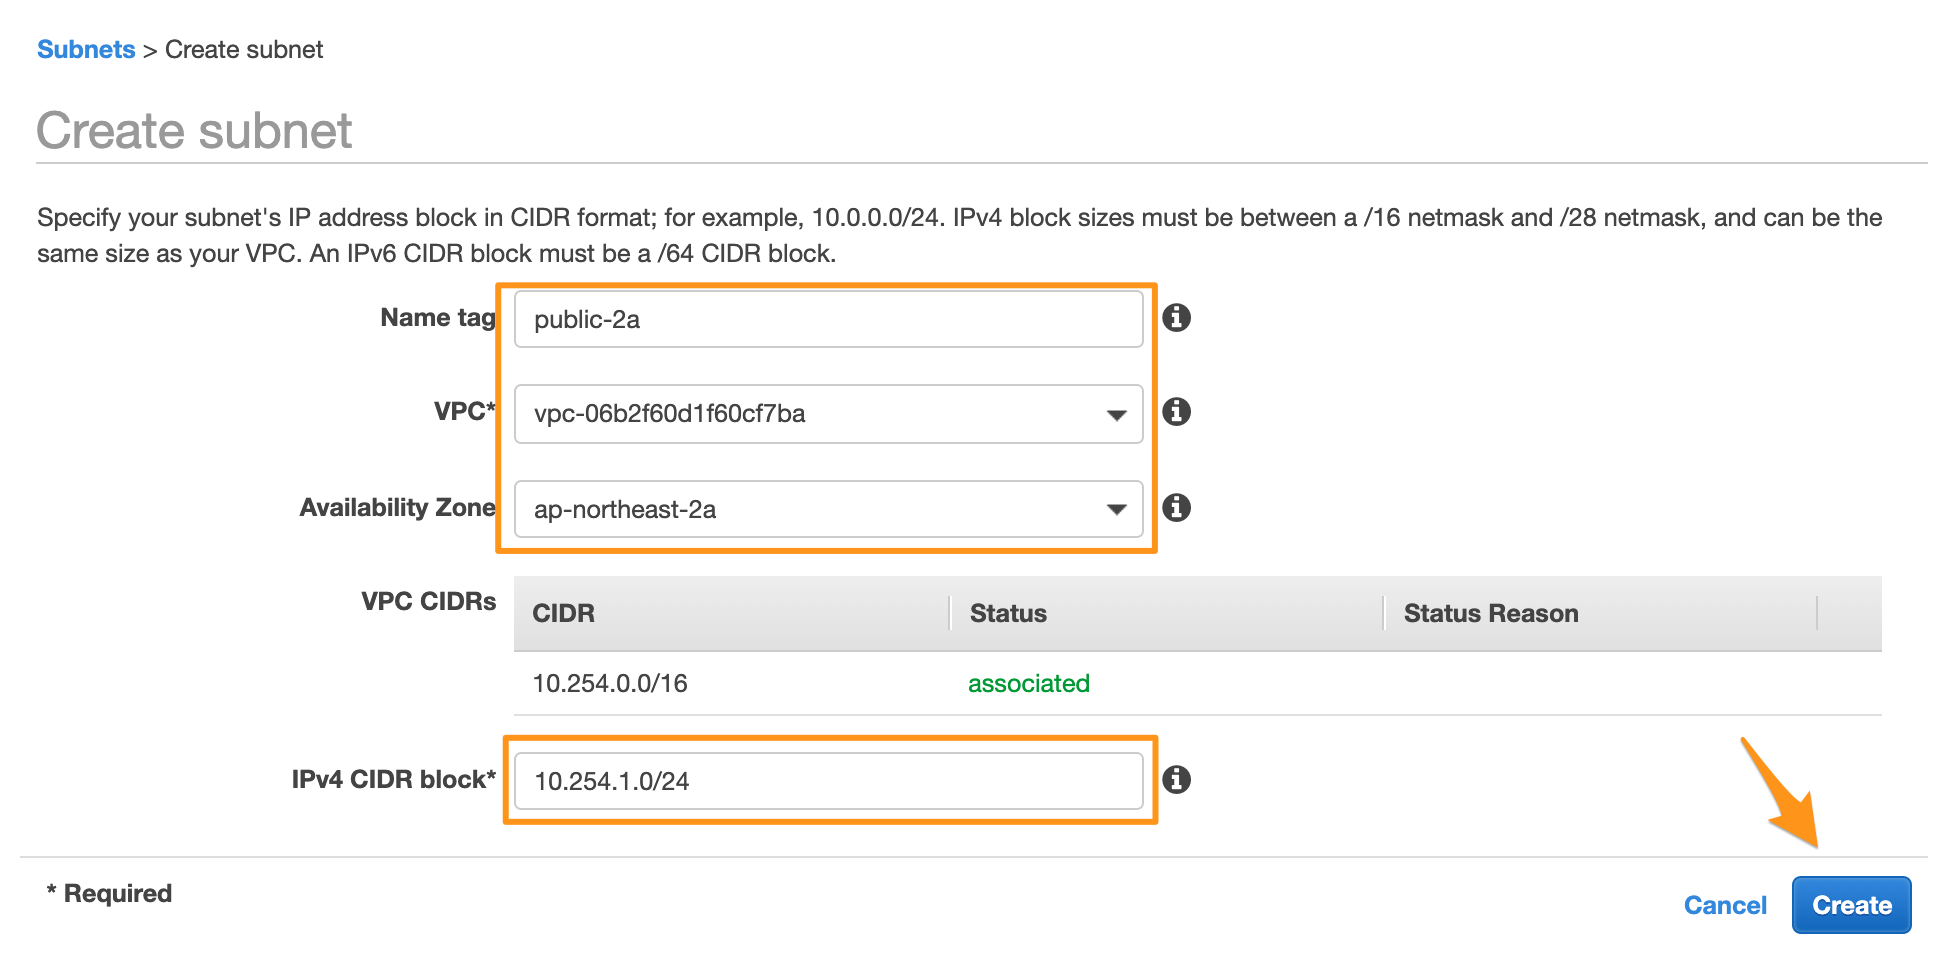 Subnets > Create subnet
Create subnet
Specify your subnet's IP address block in CIDR format; for example, 10.0.0.0/24. IPv4 block sizes must be between a /16 netmask and /28 netmask, and can be the
same size as your VPC. An IPv6 CIDR block must be a /64 CIDR block.
Name tag public-2a
VPC* vpc-06b2f60d1f60cf7ba
Availability Zone ap-northeast-2a
VPC CIDRs CIDR Status Status Reason
10.254.0.0/16 associated
IPv4 CIDR block* 10.254.1.0/24
* Required
Cancel Create